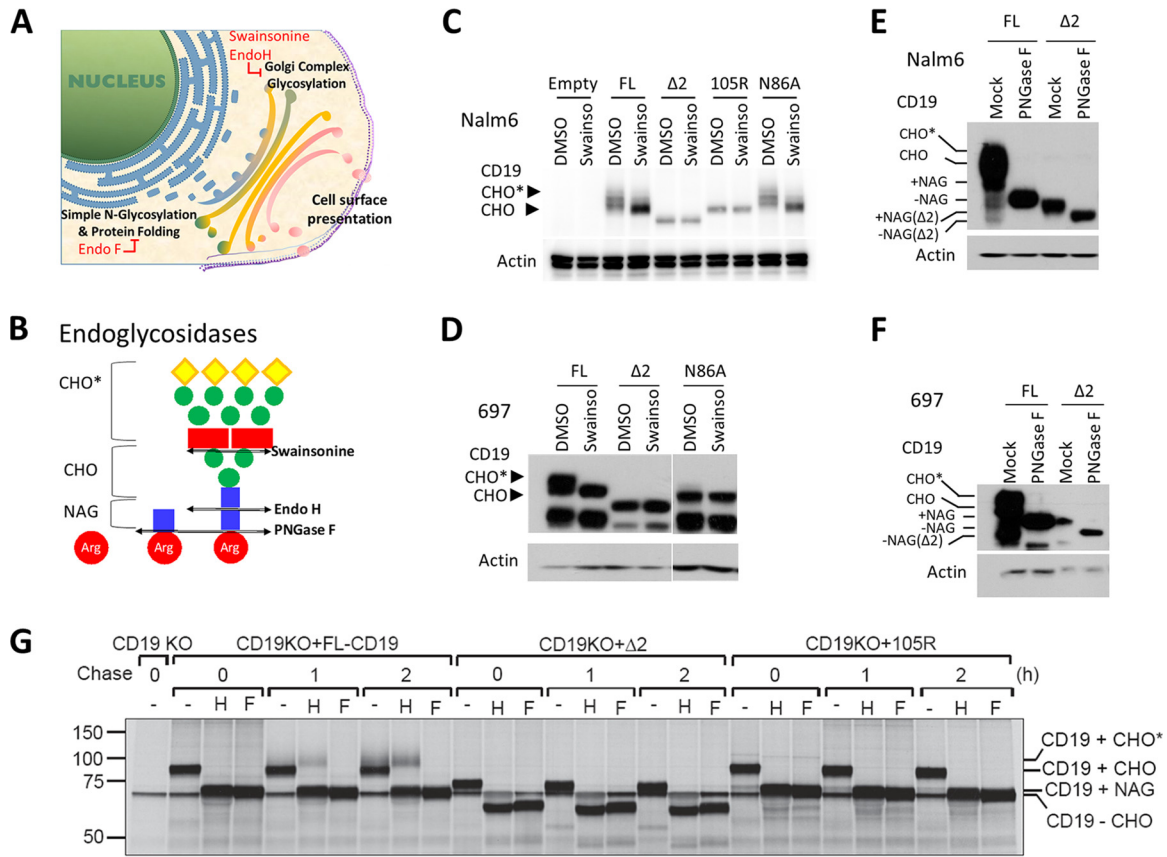 A
NUCLEUS
Swainsonine
EndoH
Golgi Complex
Glycosylation
Simple N-Glycosylation
& Protein Folding
Endo F
Cell surface
presentation
B
Endoglycosidases
CHO*
CHO
NAG
Swainsonine
Endo H
PNGase F
Arg Arg Arg
C
Nalm6
Empty FL Δ2 105R N86A
DMSO Swainso DMSO Swainso DMSO Swainso DMSO Swainso DMSO Swainso
CD19
CHO*
CHO
Actin
D
697
FL Δ2 N86A
DMSO Swainso DMSO Swainso DMSO Swainso
CD19
CHO*
CHO
Actin
E
Nalm6
FL Δ2
Mock PNGase F Mock PNGase F
CD19
CHO*
CHO
+NAG
-NAG
+NAG(Δ2)
-NAG(Δ2)
Actin
F
697
FL Δ2
Mock PNGase F Mock PNGase F
CD19
CHO*
CHO
+NAG
-NAG
-NAG(Δ2)
Actin
G
CD19 KO CD19KO+FL-CD19 CD19KO+Δ2 CD19KO+105R
Chase 0 0 1 2 0 1 2 0 1 2 (h)
- - H F - H F - H F - H F - H F - H F - H F - H F - H F
150
100
75
50
CD19 + CHO*
CD19 + CHO
CD19 + NAG
CD19 - CHO